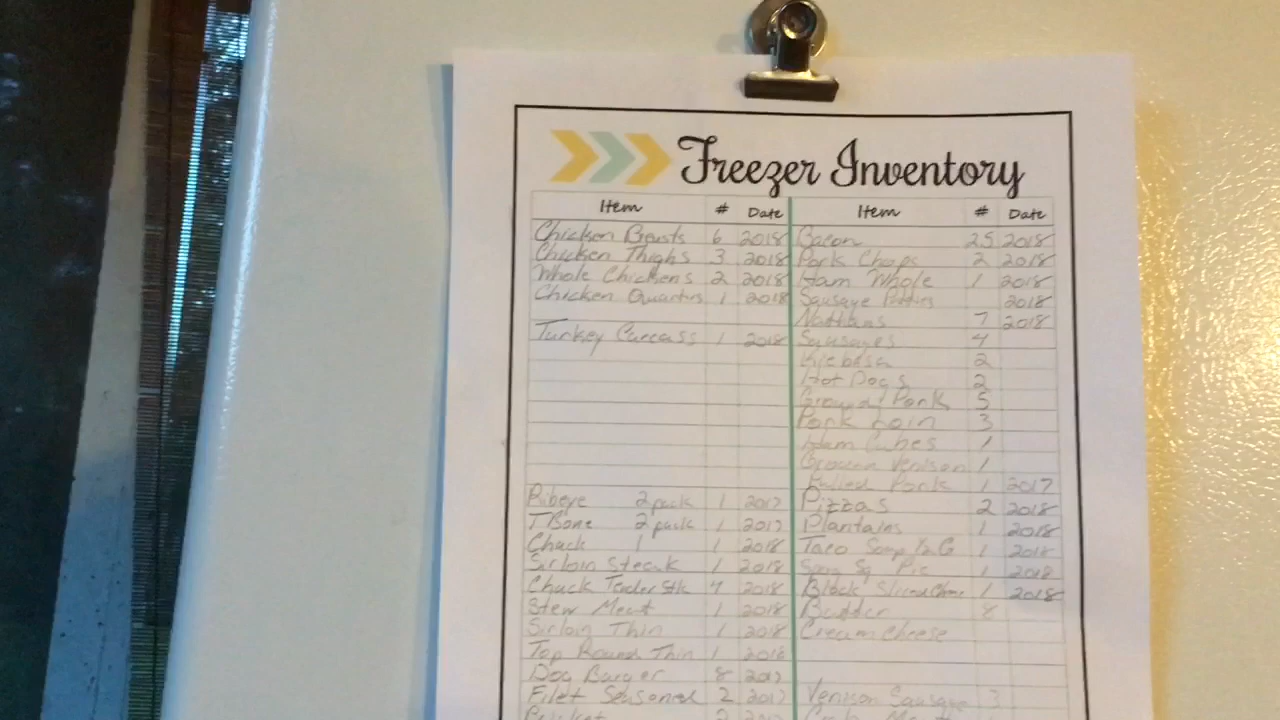 Freezer Inventory
Item # Date Item # Date
Chicken Breasts 6 2018 Bacon 25 2018
Chicken Thighs 3 2018 Pork Chops 2 2018
Whole Chickens 2 2018 Ham Whole 1 2018
Chicken Quarters 1 2018 Sausage Patties 2018
Nathans 7 2018
Turkey Carcass 1 2018 Sausages 4
Kielbasa 2
Hot Dogs 2
Ground Pork 5
Pork Loin 3
Ham Cubes 1
Venison 1
Pulled Pork 1 2017
Ribeye 2 pack 1 2017 Pizzas 2 2018
TBone 2 pack 1 2017 Plantains 1 2018
Chuck 1 1 2018 Taco 1 2018
Sirloin Steak 1 2018 1 2018
Chuck Tender Stk 4 2018 Block 1 2018
Stew Meat 1 2018 Butter 8
Sirloin Thin 1 2018 Cream Cheese
Top Round Thin 1 2018
Dog Burger 8 2017
Filet Seasoned 2 2017 Venison Sausage 3